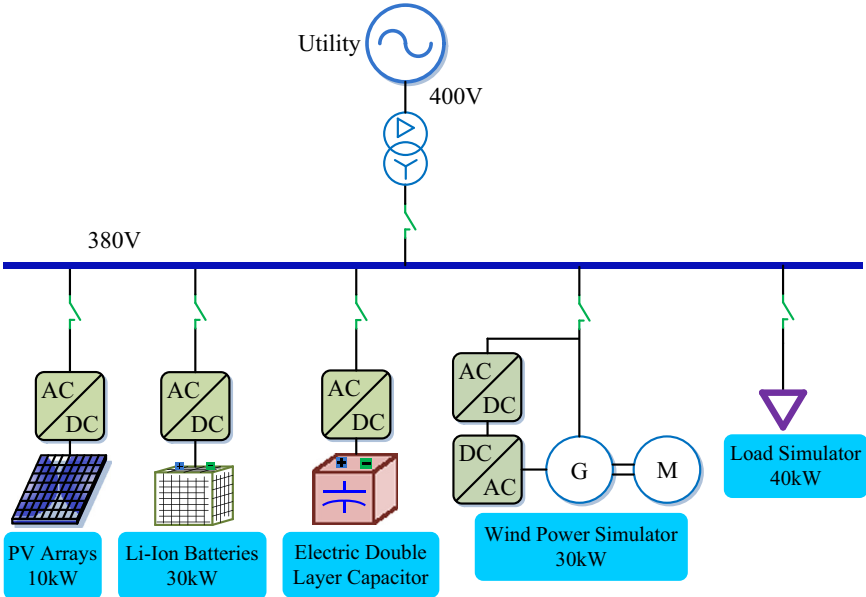 Utility
400V
380V
AC
DC
AC
DC
AC
DC
AC
DC
DC
AC
G
M
PV Arrays
10kW
Li-Ion Batteries
30kW
Electric Double
Layer Capacitor
Wind Power Simulator
30kW
Load Simulator
40kW